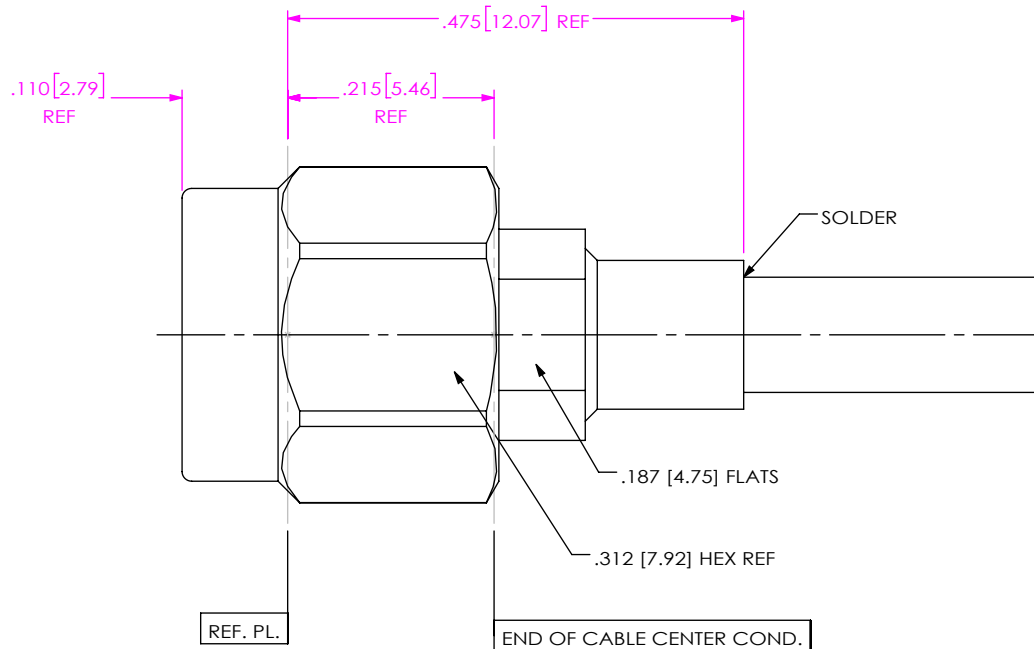 .475[12.07] REF
.110[2.79]
REF
.215[5.46]
REF
SOLDER
.187 [4.75] FLATS
.312 [7.92] HEX REF
REF. PL.
END OF CABLE CENTER COND.